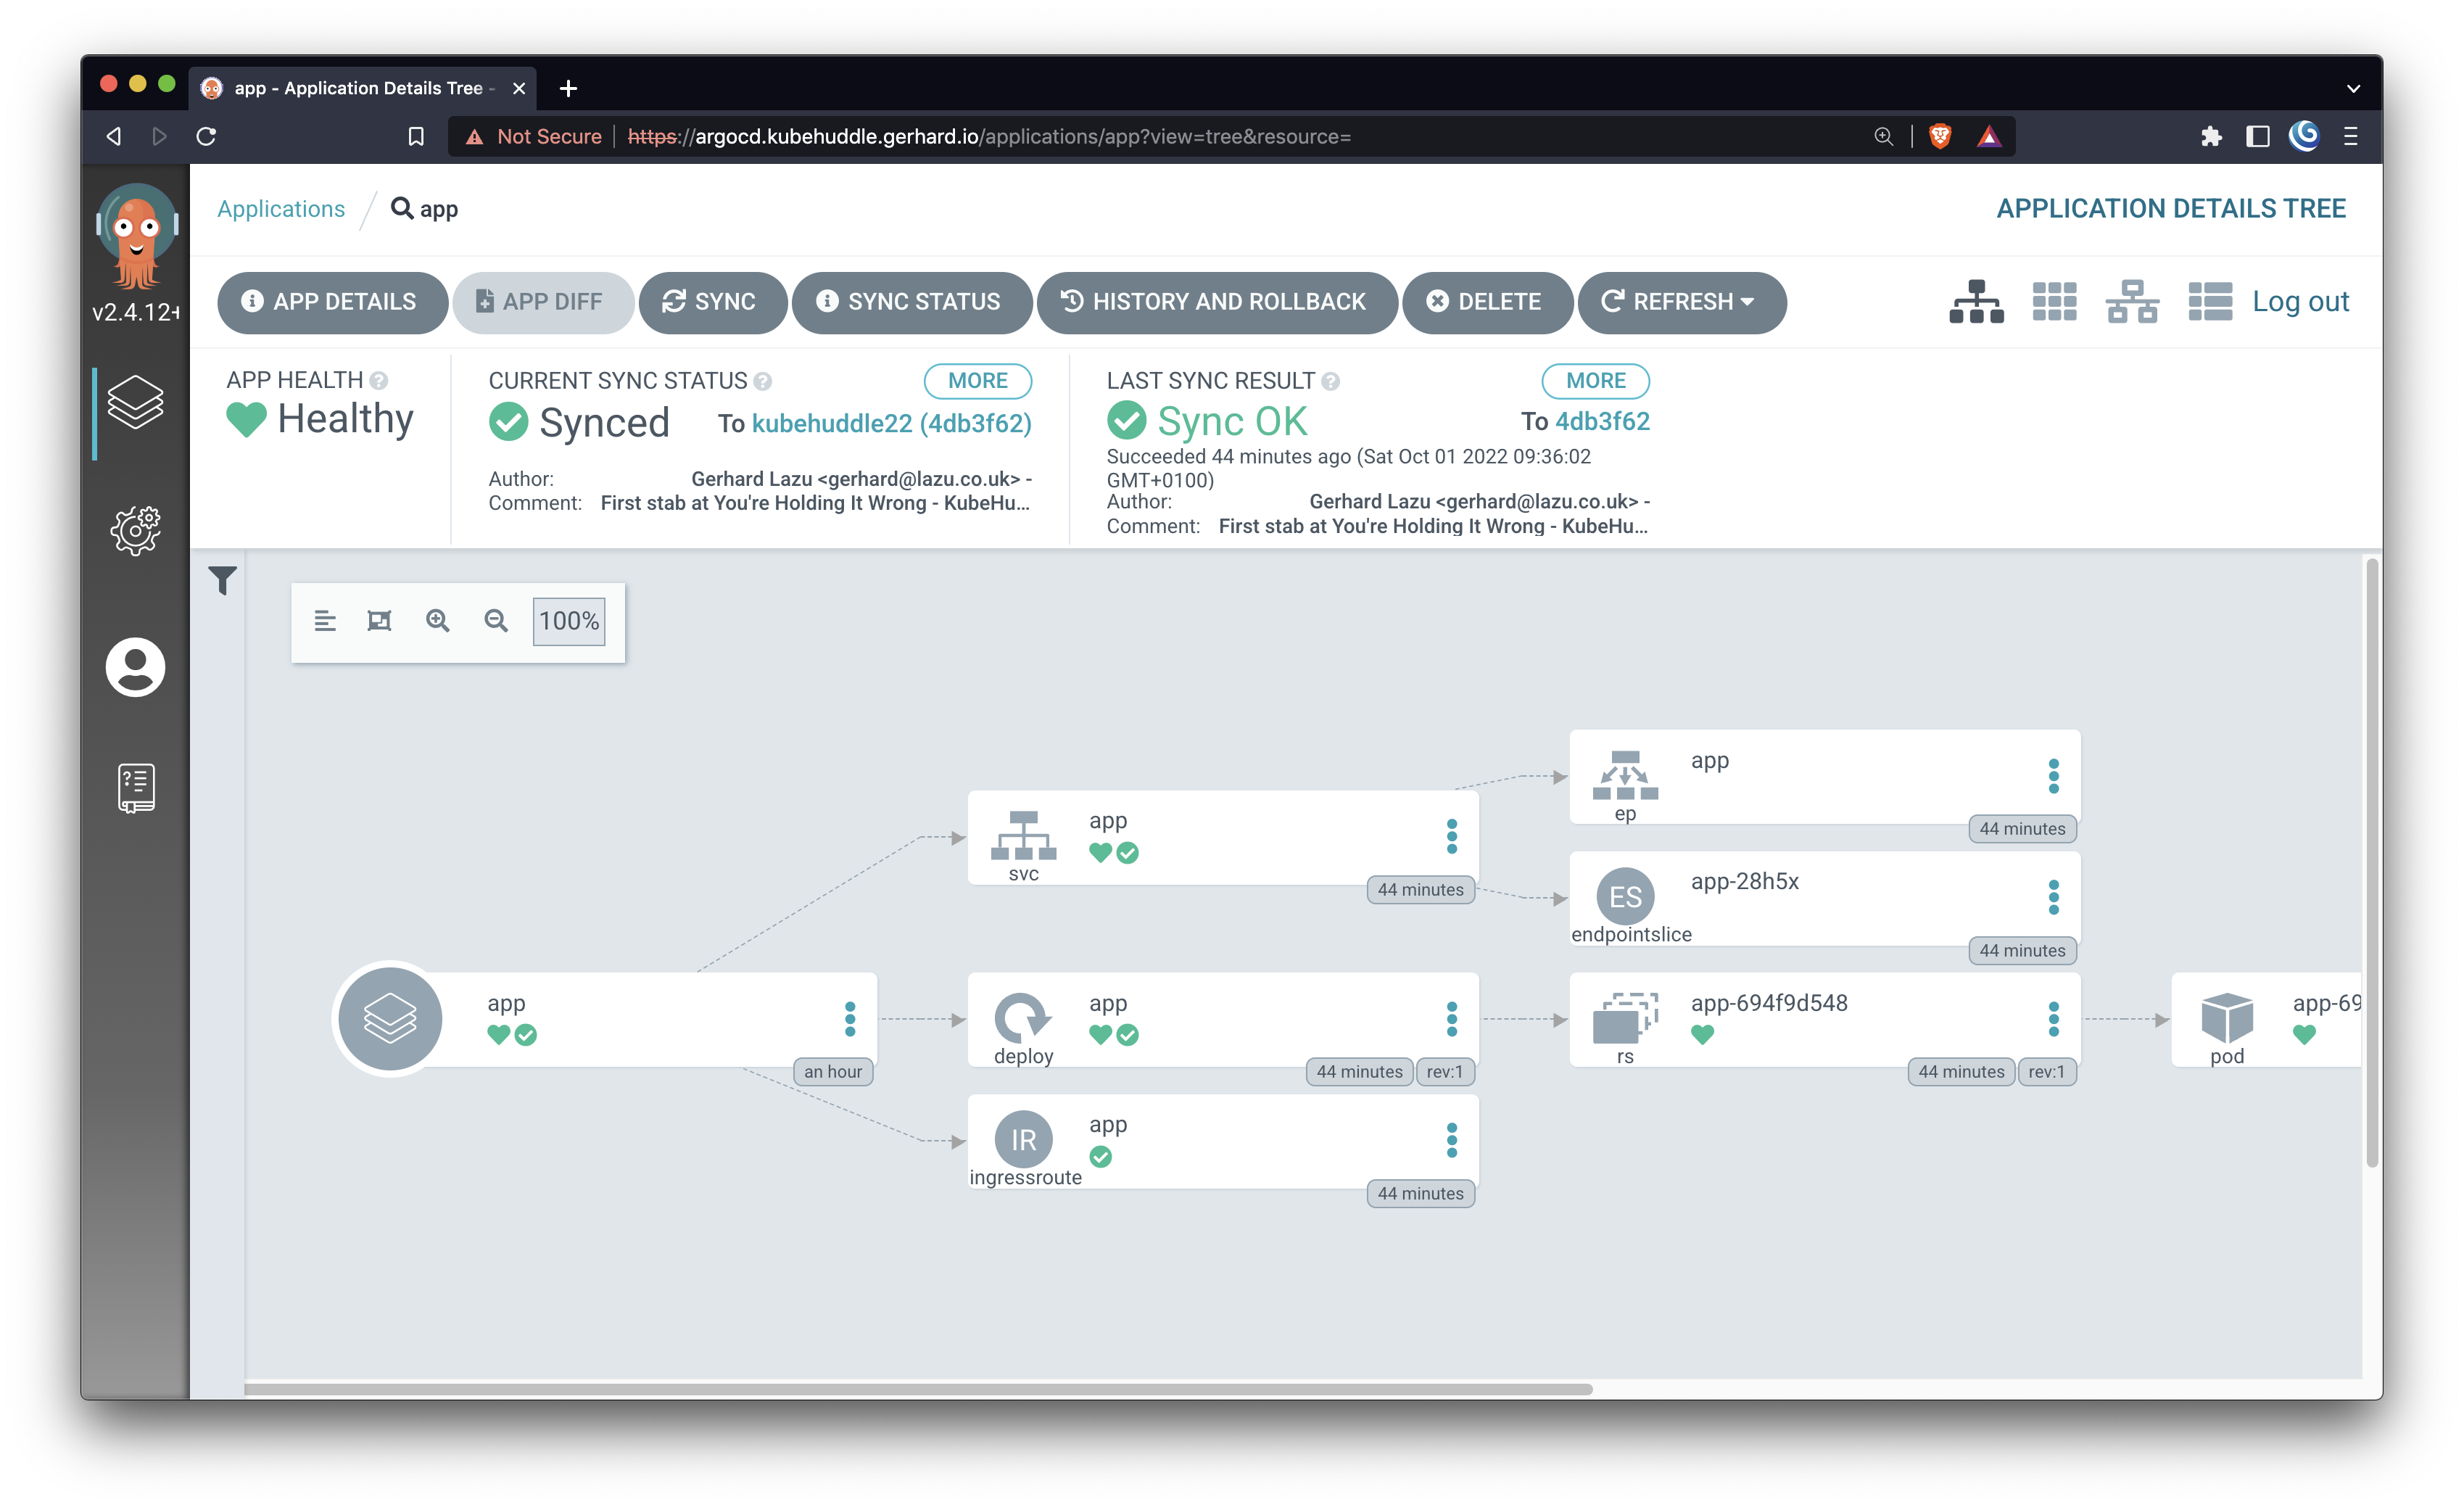 app - Application Details Tree -
Not Secure https://argocd.kubehuddle.gerhard.io/applications/app?view=tree&resource=
v2.4.12+
Applications / app
APPLICATION DETAILS TREE
APP DETAILS APP DIFF SYNC SYNC STATUS HISTORY AND ROLLBACK DELETE REFRESH
Log out
APP HEALTH
Healthy
CURRENT SYNC STATUS MORE
Synced To kubehuddle22 (4db3f62)
Author: Gerhard Lazu <gerhard@lazu.co.uk> -
Comment: First stab at You're Holding It Wrong - KubeHu...
LAST SYNC RESULT MORE
Sync OK To 4db3f62
Succeeded 44 minutes ago (Sat Oct 01 2022 09:36:02
GMT+0100)
Author: Gerhard Lazu <gerhard@lazu.co.uk> -
Comment: First stab at You're Holding It Wrong - KubeHu...
100%
app
ep
44 minutes
app
svc
44 minutes
ES
app-28h5x
endpointslice
44 minutes
app
an hour
app
deploy
44 minutes rev:1
app-694f9d548
rs
44 minutes rev:1
app-69
pod
IR
app
ingressroute
44 minutes